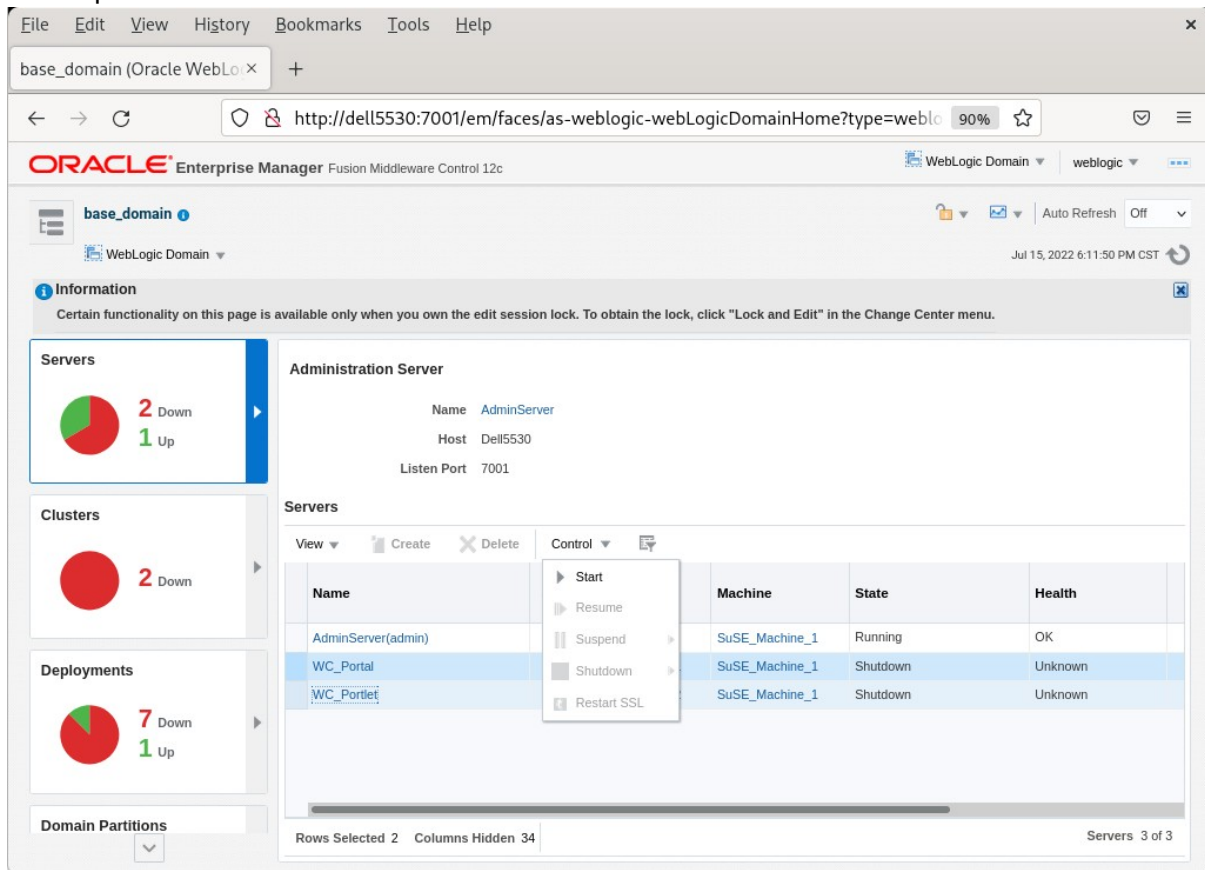 File Edit View History Bookmarks Tools Help
base_domain (Oracle WebLo
http://dell5530:7001/em/faces/as-weblogic-webLogicDomainHome?type=weblo 90%
ORACLE Enterprise Manager Fusion Middleware Control 12c WebLogic Domain weblogic
base_domain Auto Refresh Off
WebLogic Domain Jul 15, 2022 6:11:50 PM CST
Information
Certain functionality on this page is available only when you own the edit session lock. To obtain the lock, click "Lock and Edit" in the Change Center menu.
Servers
2 Down
1 Up
Clusters
2 Down
Deployments
7 Down
1 Up
Domain Partitions
Administration Server
Name AdminServer
Host Dell5530
Listen Port 7001
Servers
View Create Delete Control
Start
Resume
Suspend
Shutdown
Restart SSL
Name Machine State Health
AdminServer(admin) SuSE_Machine_1 Running OK
WC_Portal SuSE_Machine_1 Shutdown Unknown
WC_Portlet SuSE_Machine_1 Shutdown Unknown
Rows Selected 2 Columns Hidden 34 Servers 3 of 3